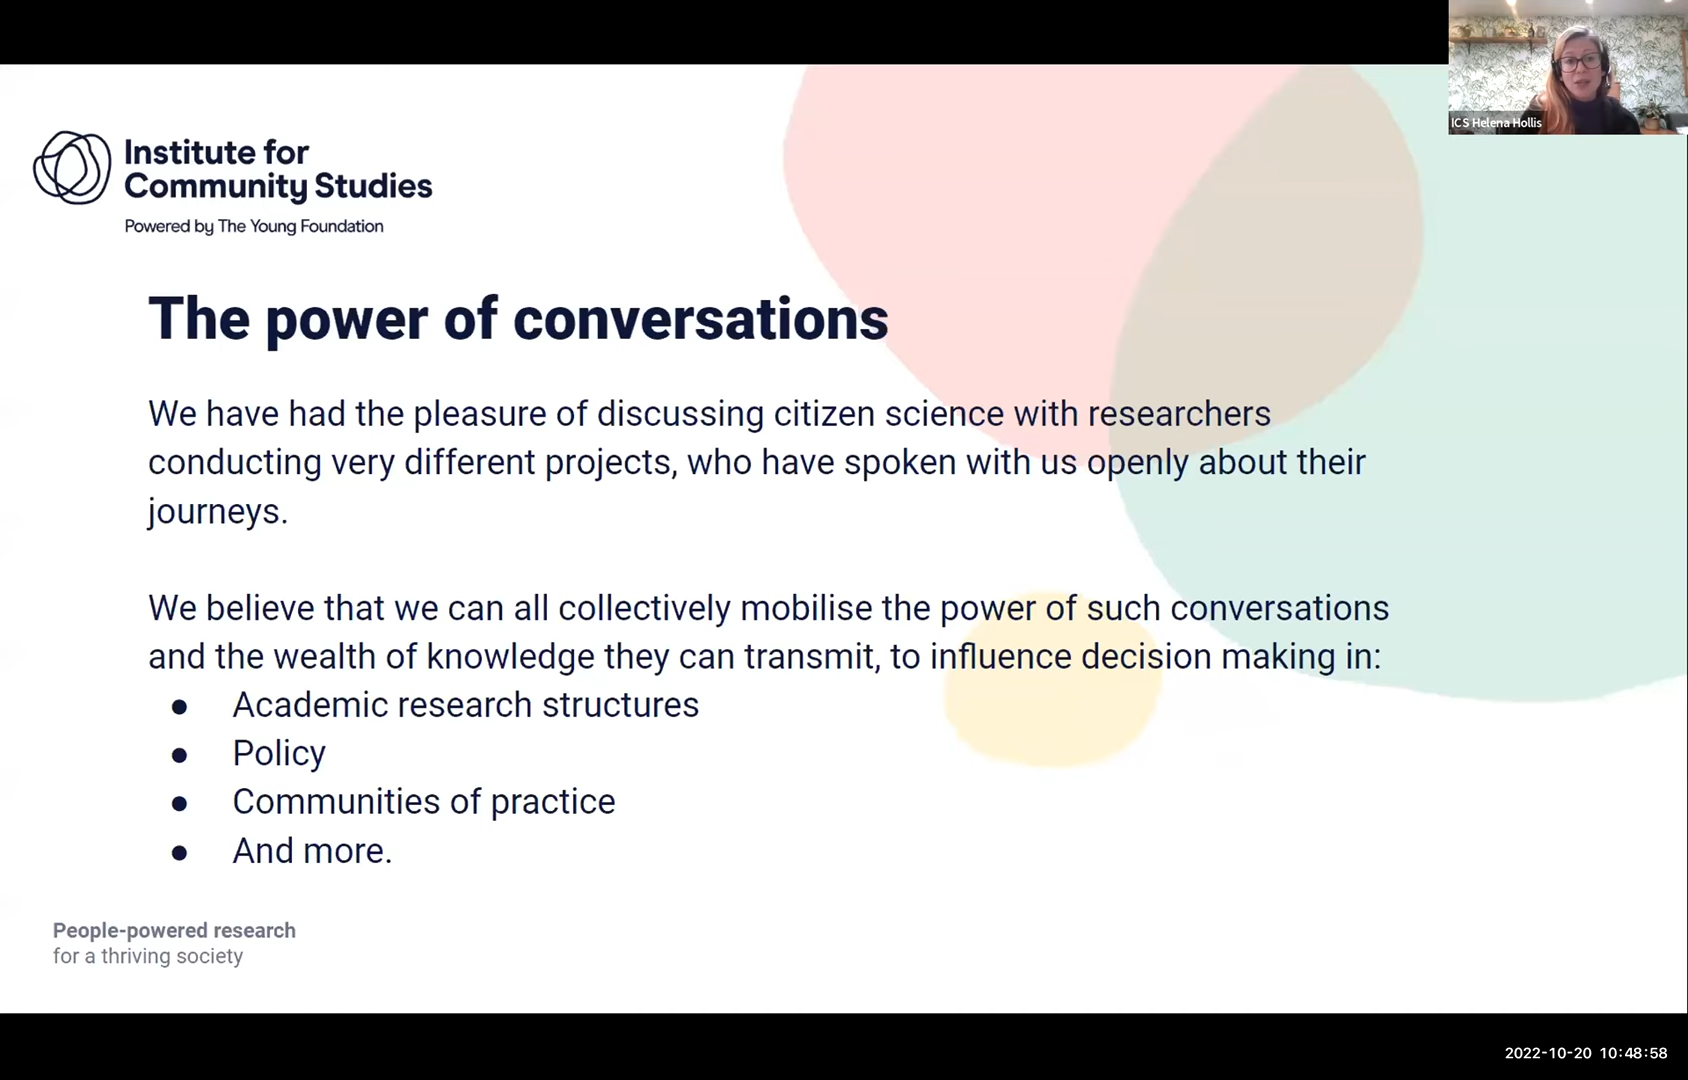 ICS Helena Hollis
Institute for
Community Studies
Powered by The Young Foundation
The power of conversations
We have had the pleasure of discussing citizen science with researchers
conducting very different projects, who have spoken with us openly about their
journeys.
We believe that we can all collectively mobilise the power of such conversations
and the wealth of knowledge they can transmit, to influence decision making in:
● Academic research structures
● Policy
● Communities of practice
● And more.
People-powered research
for a thriving society
2022-10-20 10:48:58